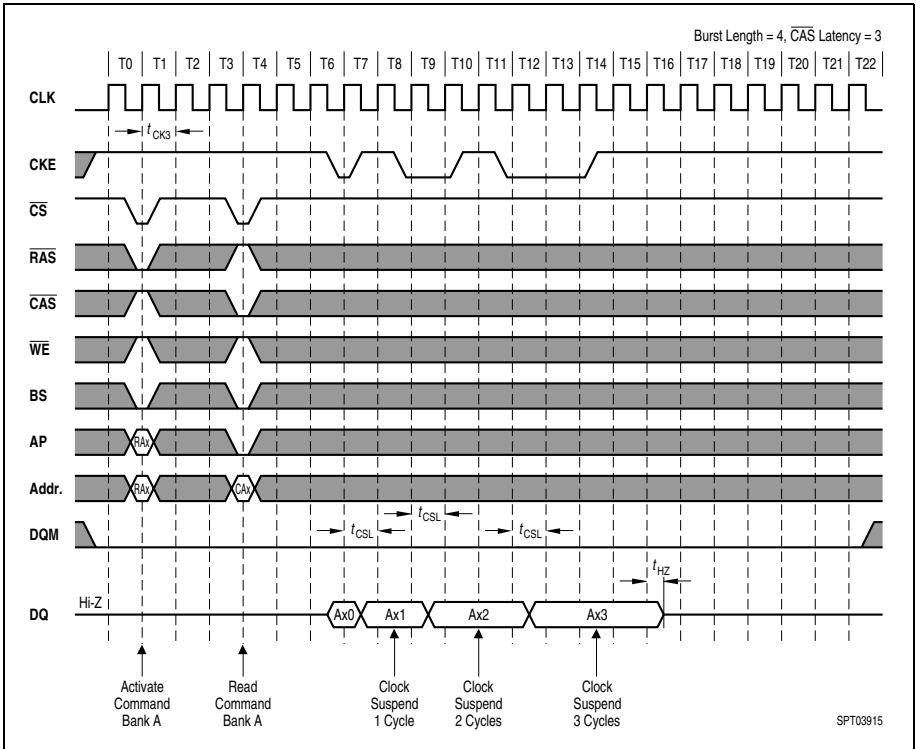 Burst Length = 4, CAS Latency = 3
T0 T1 T2 T3 T4 T5 T6 T7 T8 T9 T10 T11 T12 T13 T14 T15 T16 T17 T18 T19 T20 T21 T22
CLK
tCK3
CKE
CS
RAS
CAS
WE
BS
AP RAx
Addr. RAx CAx
tCSL
DQM tCSL tCSL
tHZ
Hi-Z
DQ Ax0 Ax1 Ax2 Ax3
Activate Command Bank A
Read Command Bank A
Clock Suspend 1 Cycle
Clock Suspend 2 Cycles
Clock Suspend 3 Cycles
SPT03915